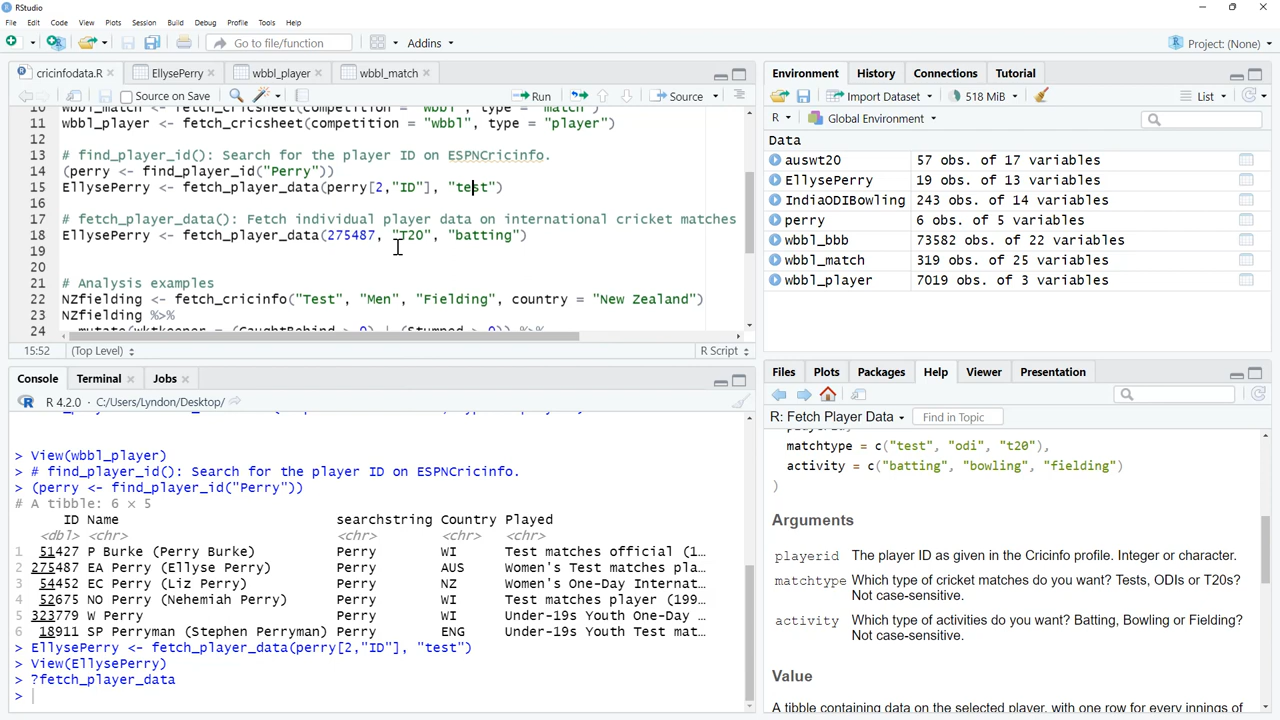 RStudio
File Edit Code View Plots Session Build Debug Profile Tools Help
Go to file/function Addins Project: (None)
cricinfodata.R EllysePerry wbbl_player wbbl_match
Source on Save Run Source
10 wbbl_match <- fetch_cricsheet(competition = "wbbl", type = "match")
11 wbbl_player <- fetch_cricsheet(competition = "wbbl", type = "player")
12
13 # find_player_id(): Search for the player ID on ESPNCricinfo.
14 (perry <- find_player_id("Perry"))
15 EllysePerry <- fetch_player_data(perry[2,"ID"], "test")
16
17 # fetch_player_data(): Fetch individual player data on international cricket matches
18 EllysePerry <- fetch_player_data(275487, "T20", "batting")
19
20
21 # Analysis examples
22 NZfielding <- fetch_cricinfo("Test", "Men", "Fielding", country = "New Zealand")
23 NZfielding %>%
24 mutate(wktkeeper = (CaughtBehind > 0) | (Stumped > 0)) %>%
15:52 (Top Level) R Script
Console Terminal Jobs
R 4.2.0 · C:/Users/Lyndon/Desktop/
> View(wbbl_player)
> # find_player_id(): Search for the player ID on ESPNCricinfo.
> (perry <- find_player_id("Perry"))
# A tibble: 6 × 5
ID Name searchstring Country Played
<dbl> <chr> <chr> <chr> <chr>
1 51427 P Burke (Perry Burke) Perry WI Test matches official (1…
2 275487 EA Perry (Ellyse Perry) Perry AUS Women's Test matches pla…
3 54452 EC Perry (Liz Perry) Perry NZ Women's One-Day Internat…
4 52675 NO Perry (Nehemiah Perry) Perry WI Test matches player (199…
5 323779 W Perry Perry WI Under-19s Youth One-Day …
6 18911 SP Perryman (Stephen Perryman) Perry ENG Under-19s Youth Test mat…
> EllysePerry <- fetch_player_data(perry[2,"ID"], "test")
> View(EllysePerry)
> ?fetch_player_data
>
Environment History Connections Tutorial
Import Dataset 518 MiB List
R Global Environment
Data
auswt20 57 obs. of 17 variables
EllysePerry 19 obs. of 13 variables
IndiaODIBowling 243 obs. of 14 variables
perry 6 obs. of 5 variables
wbbl_bbb 73582 obs. of 22 variables
wbbl_match 319 obs. of 25 variables
wbbl_player 7019 obs. of 3 variables
Files Plots Packages Help Viewer Presentation
R: Fetch Player Data Find in Topic
playerid,
matchtype = c("test", "odi", "t20"),
activity = c("batting", "bowling", "fielding")
)
Arguments
playerid The player ID as given in the Cricinfo profile. Integer or character.
matchtype Which type of cricket matches do you want? Tests, ODIs or T20s?
Not case-sensitive.
activity Which type of activities do you want? Batting, Bowling or Fielding?
Not case-sensitive.
Value
A tibble containing data on the selected player, with one row for every innings of